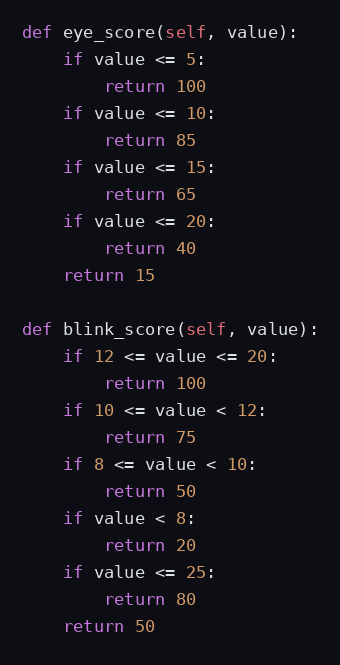 def eye_score(self, value):
    if value <= 5:
        return 100
    if value <= 10:
        return 85
    if value <= 15:
        return 65
    if value <= 20:
        return 40
    return 15

def blink_score(self, value):
    if 12 <= value <= 20:
        return 100
    if 10 <= value < 12:
        return 75
    if 8 <= value < 10:
        return 50
    if value < 8:
        return 20
    if value <= 25:
        return 80
    return 50